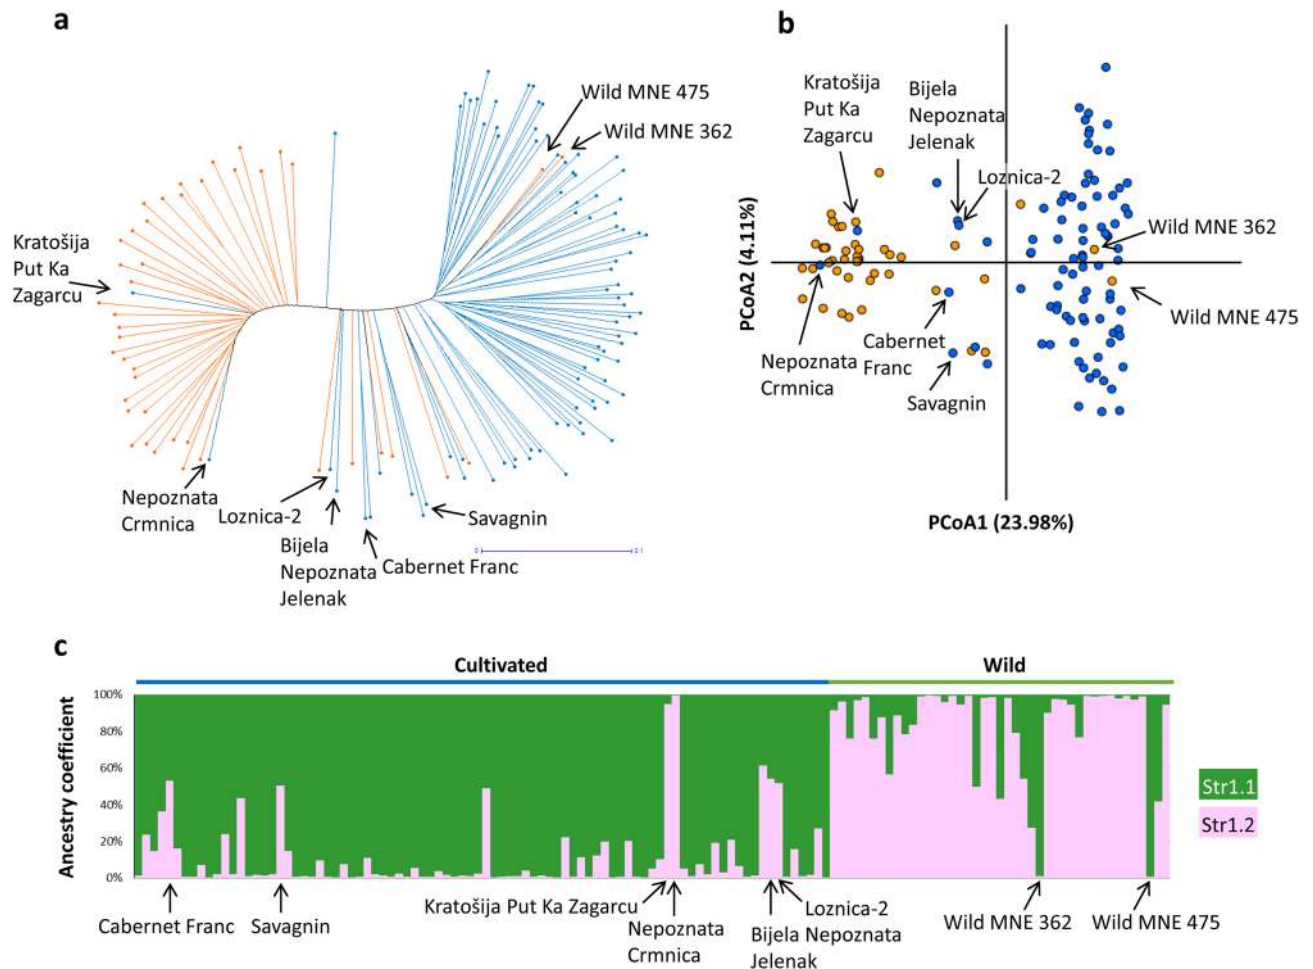 a
Wild MNE 475
Wild MNE 362
Kratošija
Put Ka
Zagarcu
Nepoznata
Crmnica
Loznica-2
Bijela
Nepoznata
Jelenak
Cabernet Franc
Savagnin
0
0.1
b
Kratošija
Put Ka
Zagarcu
Bijela
Nepoznata
Jelenak
Loznica-2
Wild MNE 362
Wild MNE 475
PCoA2 (4.11%)
Nepoznata
Crmnica
Cabernet
Franc
Savagnin
PCoA1 (23.98%)
c
Cultivated
Wild
Ancestry coefficient
100%
80%
60%
40%
20%
0%
Str1.1
Str1.2
Cabernet Franc
Savagnin
Kratošija Put Ka Zagarcu
Nepoznata
Crmnica
Loznica-2
Bijela Nepoznata
Jelenak
Wild MNE 362
Wild MNE 475